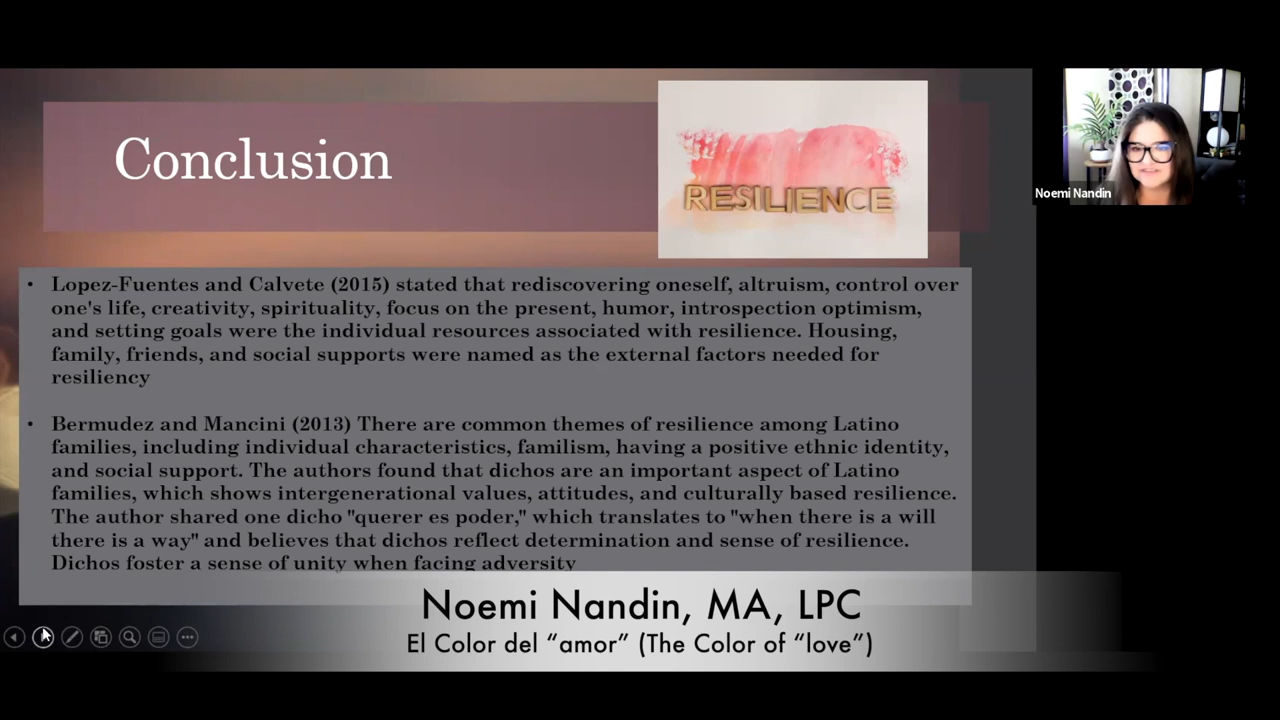 Conclusion
RESILIENCE
Noemi Nandin
• Lopez-Fuentes and Calvete (2015) stated that rediscovering oneself, altruism, control over
one's life, creativity, spirituality, focus on the present, humor, introspection optimism,
and setting goals were the individual resources associated with resilience. Housing,
family, friends, and social supports were named as the external factors needed for
resiliency
• Bermudez and Mancini (2013) There are common themes of resilience among Latino
families, including individual characteristics, familism, having a positive ethnic identity,
and social support. The authors found that dichos are an important aspect of Latino
families, which shows intergenerational values, attitudes, and culturally based resilience.
The author shared one dicho "querer es poder," which translates to "when there is a will
there is a way" and believes that dichos reflect determination and sense of resilience.
Dichos foster a sense of unity when facing adversity
Noemi Nandin, MA, LPC
El Color del “amor” (The Color of “love”)